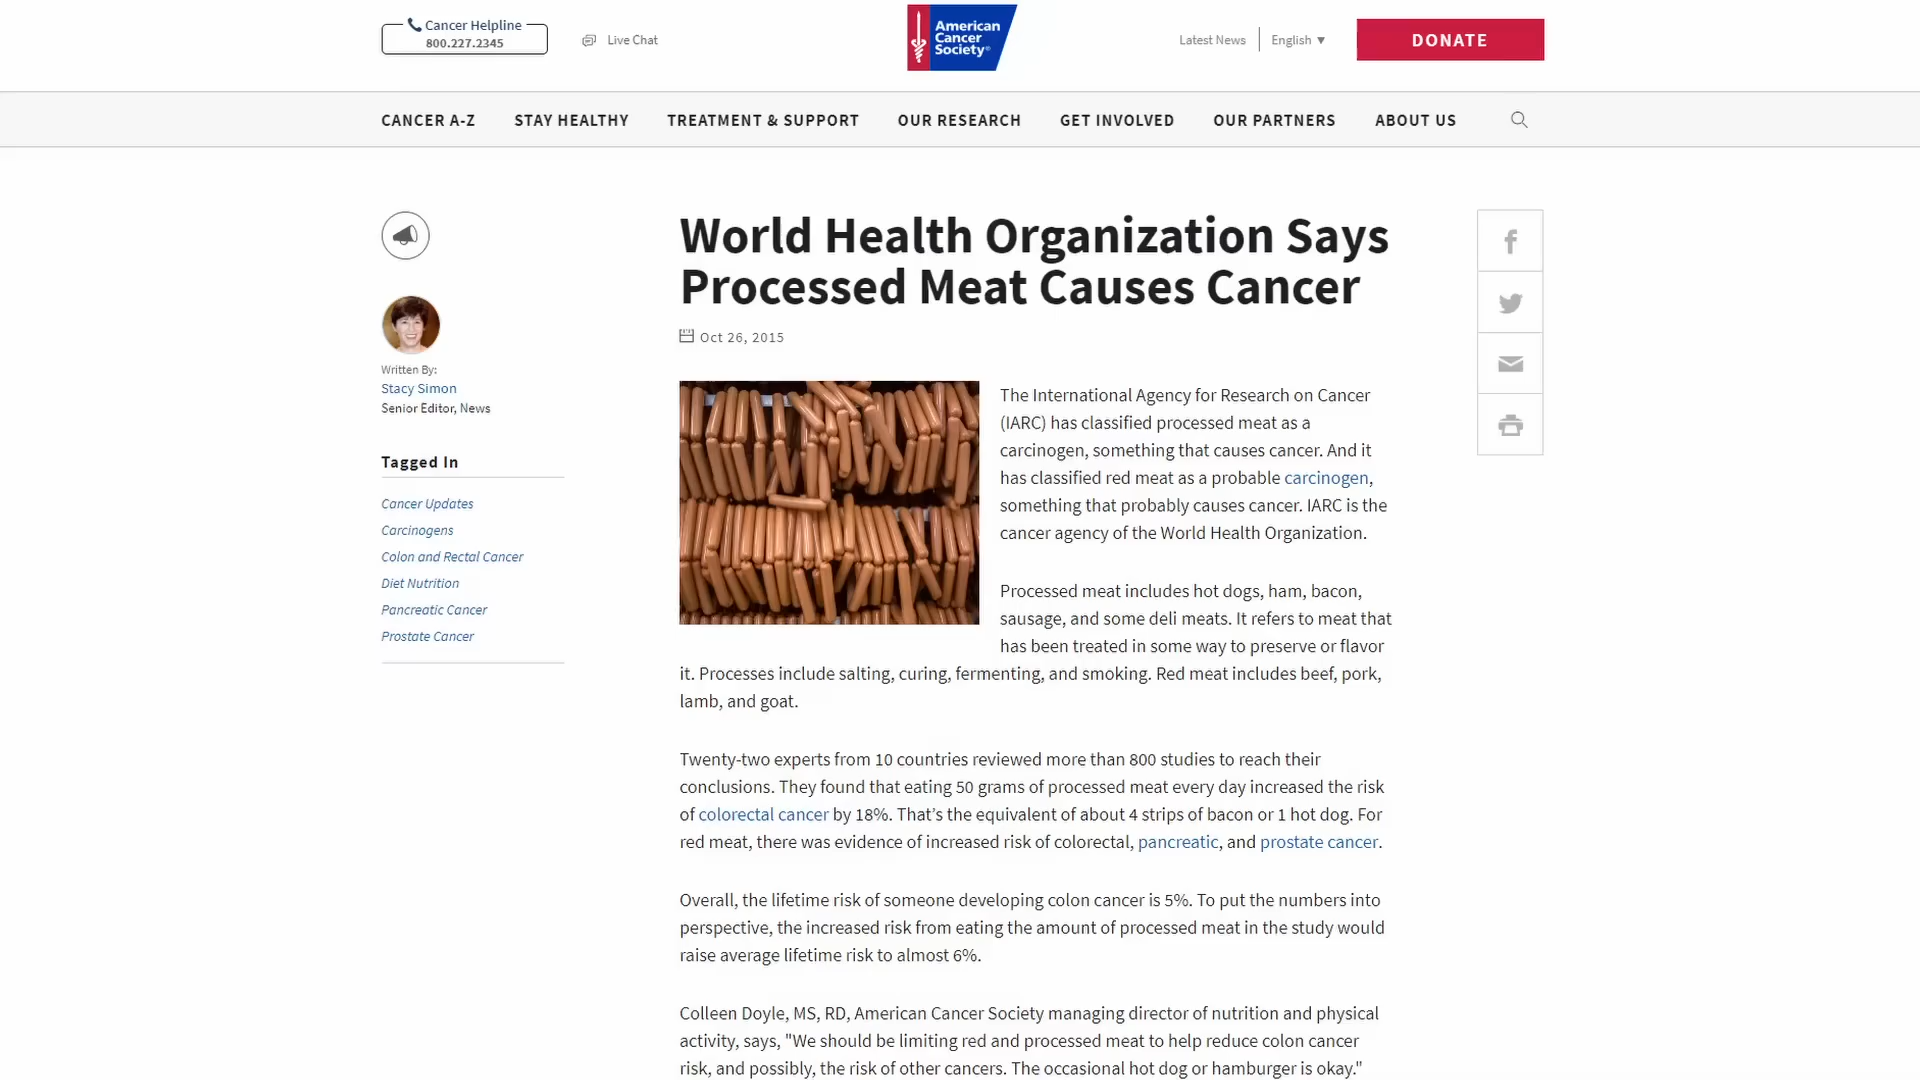 Cancer Helpline
800.227.2345
Live Chat
American
Cancer
Society®
Latest News
English ▼
DONATE
CANCER A-Z
STAY HEALTHY
TREATMENT & SUPPORT
OUR RESEARCH
GET INVOLVED
OUR PARTNERS
ABOUT US
Written By:
Stacy Simon
Senior Editor, News
Tagged In
Cancer Updates
Carcinogens
Colon and Rectal Cancer
Diet Nutrition
Pancreatic Cancer
Prostate Cancer
World Health Organization Says
Processed Meat Causes Cancer
Oct 26, 2015
The International Agency for Research on Cancer
(IARC) has classified processed meat as a
carcinogen, something that causes cancer. And it
has classified red meat as a probable carcinogen,
something that probably causes cancer. IARC is the
cancer agency of the World Health Organization.
Processed meat includes hot dogs, ham, bacon,
sausage, and some deli meats. It refers to meat that
has been treated in some way to preserve or flavor
it. Processes include salting, curing, fermenting, and smoking. Red meat includes beef, pork,
lamb, and goat.
Twenty-two experts from 10 countries reviewed more than 800 studies to reach their
conclusions. They found that eating 50 grams of processed meat every day increased the risk
of colorectal cancer by 18%. That’s the equivalent of about 4 strips of bacon or 1 hot dog. For
red meat, there was evidence of increased risk of colorectal, pancreatic, and prostate cancer.
Overall, the lifetime risk of someone developing colon cancer is 5%. To put the numbers into
perspective, the increased risk from eating the amount of processed meat in the study would
raise average lifetime risk to almost 6%.
Colleen Doyle, MS, RD, American Cancer Society managing director of nutrition and physical
activity, says, "We should be limiting red and processed meat to help reduce colon cancer
risk, and possibly, the risk of other cancers. The occasional hot dog or hamburger is okay."